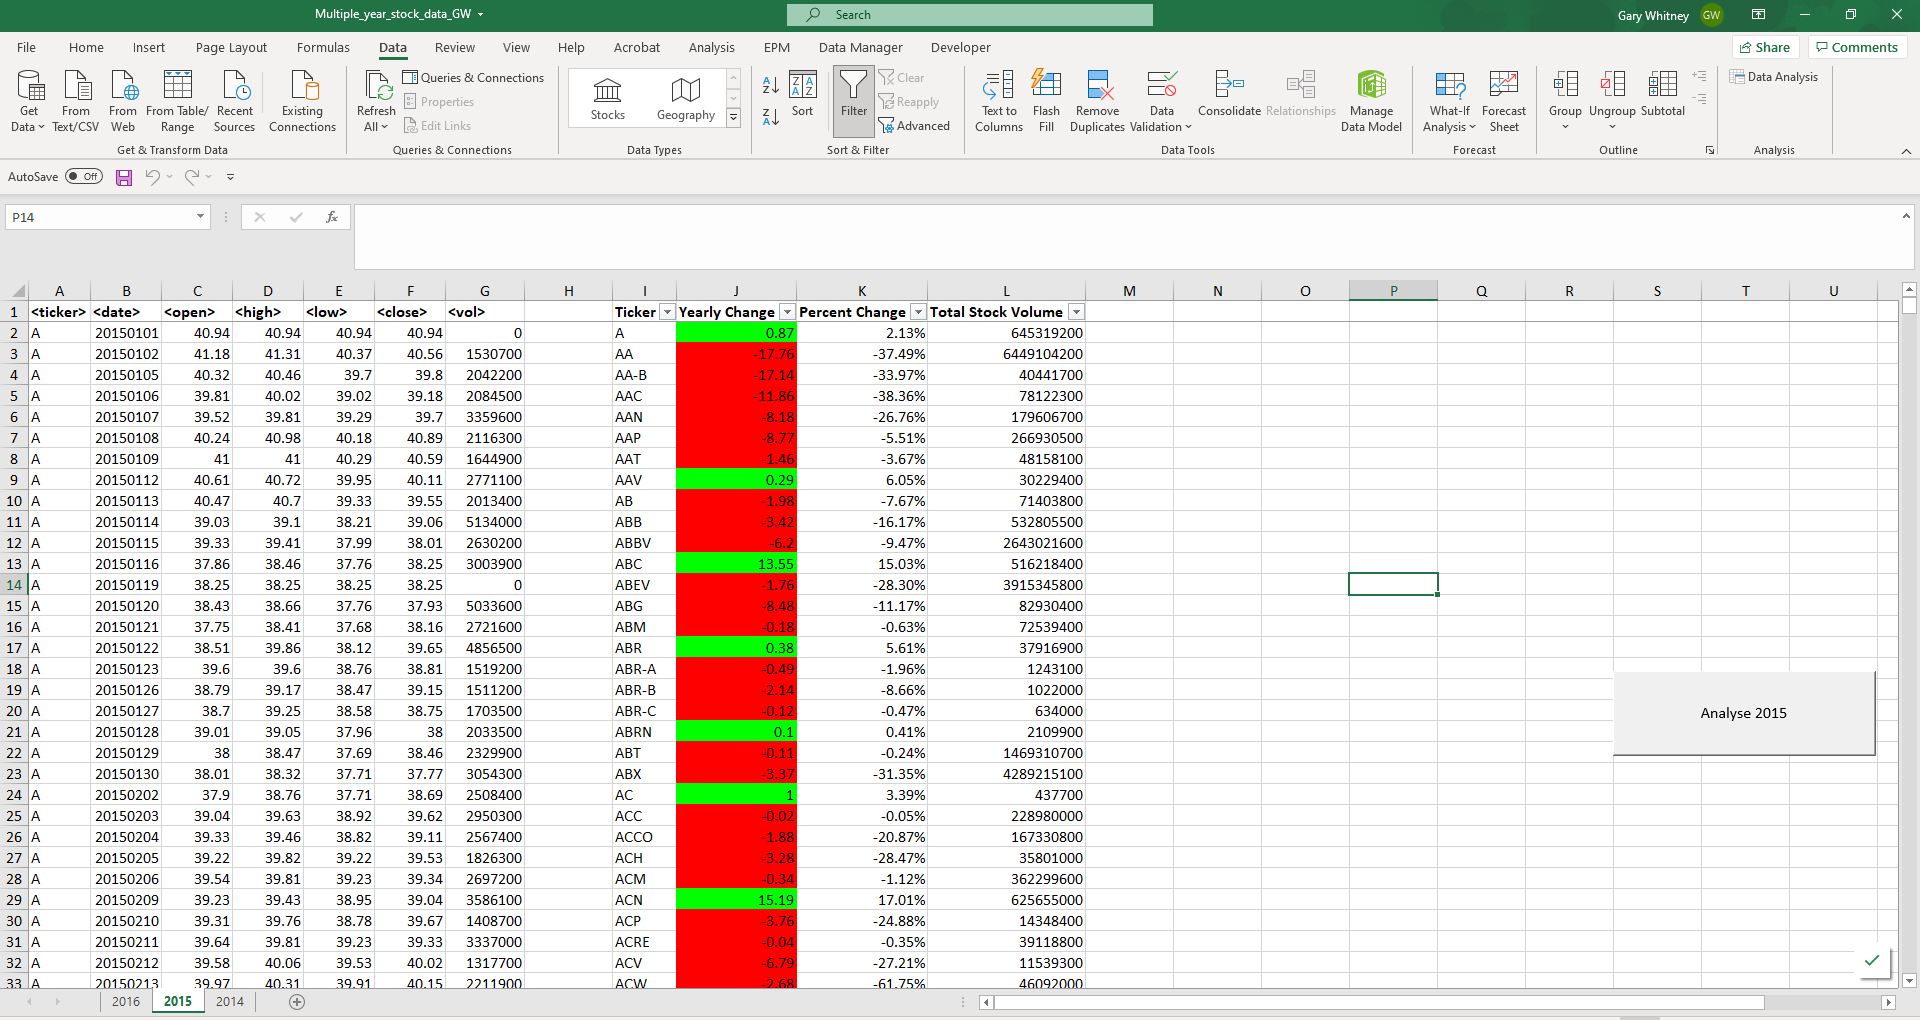 Multiple_year_stock_data_GW
Search
Gary Whitney GW
File Home Insert Page Layout Formulas Data Review View Help Acrobat Analysis EPM Data Manager Developer
Share Comments
Get Data
From Text/CSV
From Web
From Table/ Range
Recent Sources
Existing Connections
Get & Transform Data
Refresh All
Queries & Connections
Properties
Edit Links
Queries & Connections
Stocks Geography
Data Types
Sort
Filter
Clear
Reapply
Advanced
Sort & Filter
Text to Columns
Flash Fill
Remove Duplicates
Data Validation
Consolidate
Relationships
Manage Data Model
Data Tools
What-If Analysis
Forecast Sheet
Forecast
Group Ungroup Subtotal
Outline
Data Analysis
Analysis
AutoSave Off
P14 fx
A B C D E F G H I J K L M N O P Q R S T U
1 <ticker> <date> <open> <high> <low> <close> <vol> Ticker Yearly Change Percent Change Total Stock Volume
2 A 20150101 40.94 40.94 40.94 40.94 0 A 0.87 2.13% 645319200
3 A 20150102 41.18 41.31 40.37 40.56 1530700 AA -17.76 -37.49% 6449104200
4 A 20150105 40.32 40.46 39.7 39.8 2042200 AA-B -17.14 -33.97% 40441700
5 A 20150106 39.81 40.02 39.02 39.18 2084500 AAC -11.86 -38.36% 78122300
6 A 20150107 39.52 39.81 39.29 39.7 3359600 AAN -8.18 -26.76% 179606700
7 A 20150108 40.24 40.98 40.18 40.89 2116300 AAP -8.77 -5.51% 266930500
8 A 20150109 41 41 40.29 40.59 1644900 AAT -1.46 -3.67% 48158100
9 A 20150112 40.61 40.72 39.95 40.11 2771100 AAV 0.29 6.05% 30229400
10 A 20150113 40.47 40.7 39.33 39.55 2013400 AB -1.98 -7.67% 71403800
11 A 20150114 39.03 39.1 38.21 39.06 5134000 ABB -3.42 -16.17% 532805500
12 A 20150115 39.33 39.41 37.99 38.01 2630200 ABBV -6.2 -9.47% 2643021600
13 A 20150116 37.86 38.46 37.76 38.25 3003900 ABC 13.55 15.03% 516218400
14 A 20150119 38.25 38.25 38.25 38.25 0 ABEV -1.76 -28.30% 3915345800
15 A 20150120 38.43 38.66 37.76 37.93 5033600 ABG -8.48 -11.17% 82930400
16 A 20150121 37.75 38.41 37.68 38.16 2721600 ABM -0.18 -0.63% 72539400
17 A 20150122 38.51 39.86 38.12 39.65 4856500 ABR 0.38 5.61% 37916900
18 A 20150123 39.6 39.6 38.76 38.81 1519200 ABR-A -0.49 -1.96% 1243100
19 A 20150126 38.79 39.17 38.47 39.15 1511200 ABR-B -2.14 -8.66% 1022000
20 A 20150127 38.7 39.25 38.58 38.75 1703500 ABR-C -0.12 -0.47% 634000
Analyse 2015
21 A 20150128 39.01 39.05 37.96 38 2033500 ABRN 0.1 0.41% 2109900
22 A 20150129 38 38.47 37.69 38.46 2329900 ABT -0.11 -0.24% 1469310700
23 A 20150130 38.01 38.32 37.71 37.77 3054300 ABX -3.37 -31.35% 4289215100
24 A 20150202 37.9 38.76 37.71 38.69 2508400 AC 1 3.39% 437700
25 A 20150203 39.04 39.63 38.92 39.62 2950300 ACC -0.02 -0.05% 228980000
26 A 20150204 39.33 39.46 38.82 39.11 2567400 ACCO -1.88 -20.87% 167330800
27 A 20150205 39.22 39.82 39.22 39.53 1826300 ACH -3.28 -28.47% 35801000
28 A 20150206 39.54 39.81 39.23 39.34 2697200 ACM -0.34 -1.12% 362299600
29 A 20150209 39.23 39.43 38.95 39.04 3586100 ACN 15.19 17.01% 625655000
30 A 20150210 39.31 39.76 38.78 39.67 1408700 ACP -3.76 -24.88% 14348400
31 A 20150211 39.64 39.81 39.23 39.33 3337000 ACRE -0.04 -0.35% 39118800
32 A 20150212 39.58 40.06 39.53 40.02 1317700 ACV -6.79 -27.21% 11539300
33 A 20150213 39.97 40.31 39.91 40.15 2211900 ACW -2.68 -61.75% 46092000
2016 2015 2014